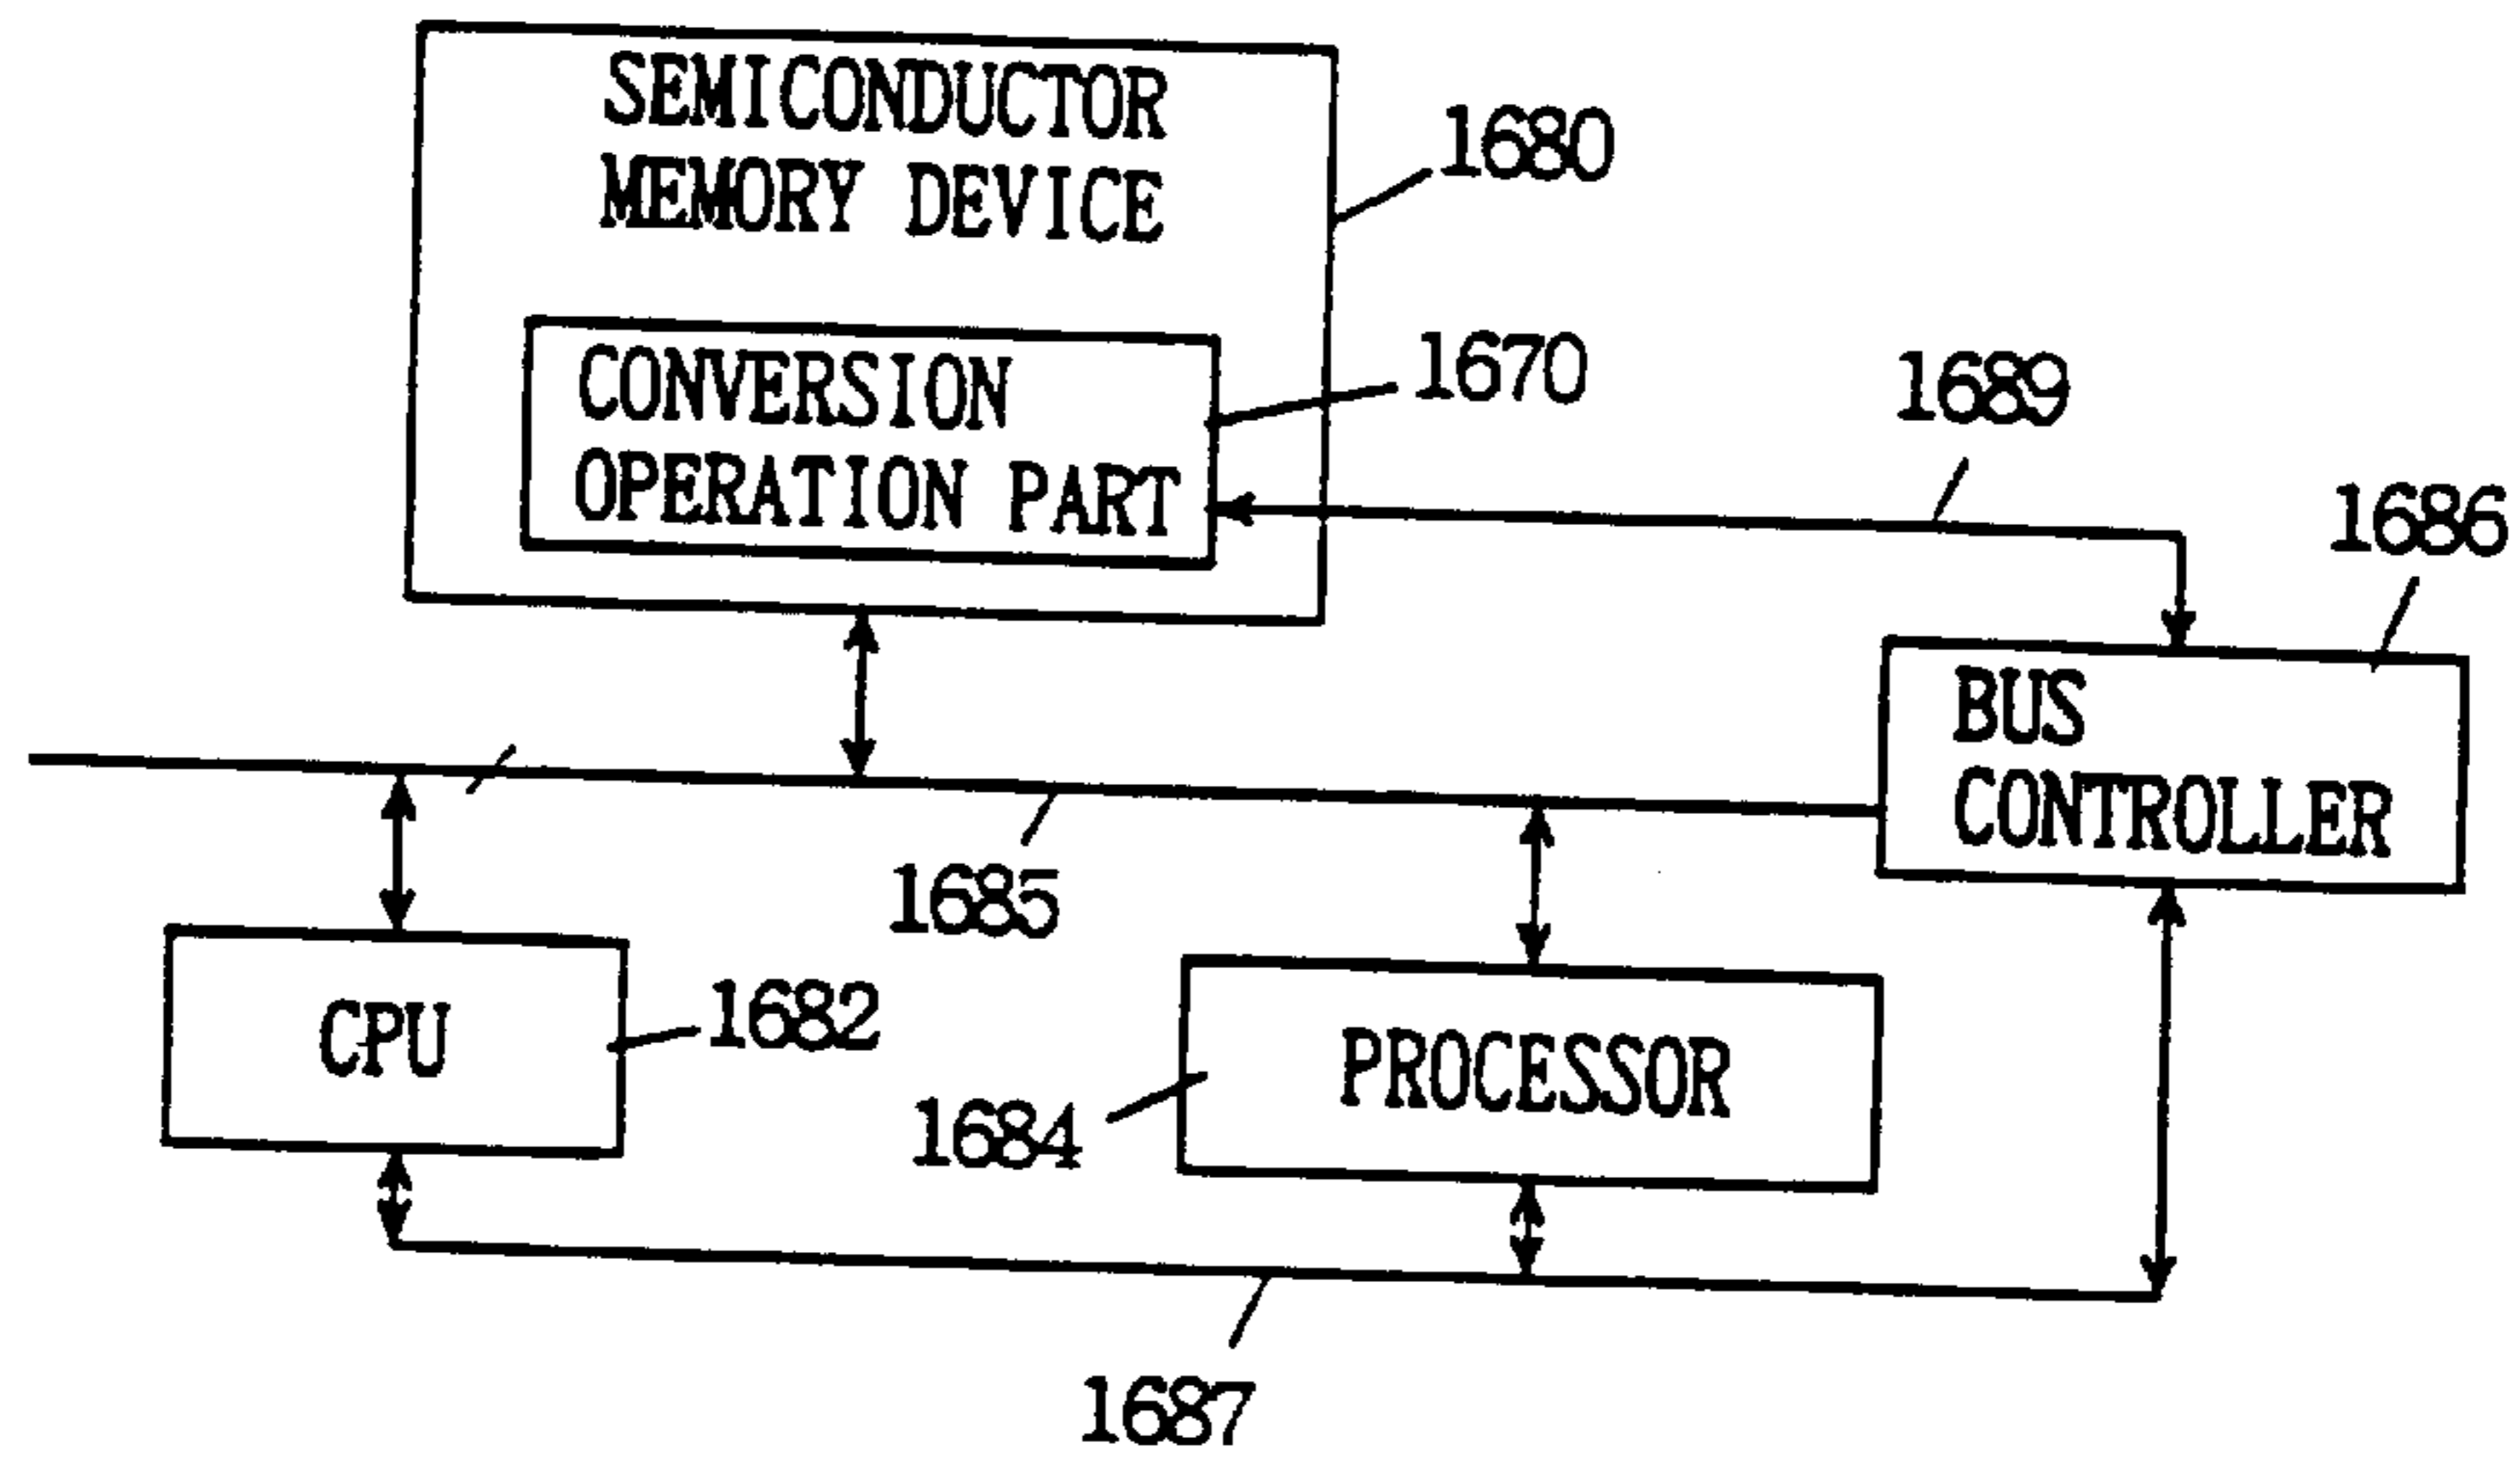 SEMICONDUCTOR
MEMORY DEVICE
1680
CONVERSION
OPERATION PART
1670
1689
1686
BUS
CONTROLLER
1685
CPU
1682
PROCESSOR
1684
1687